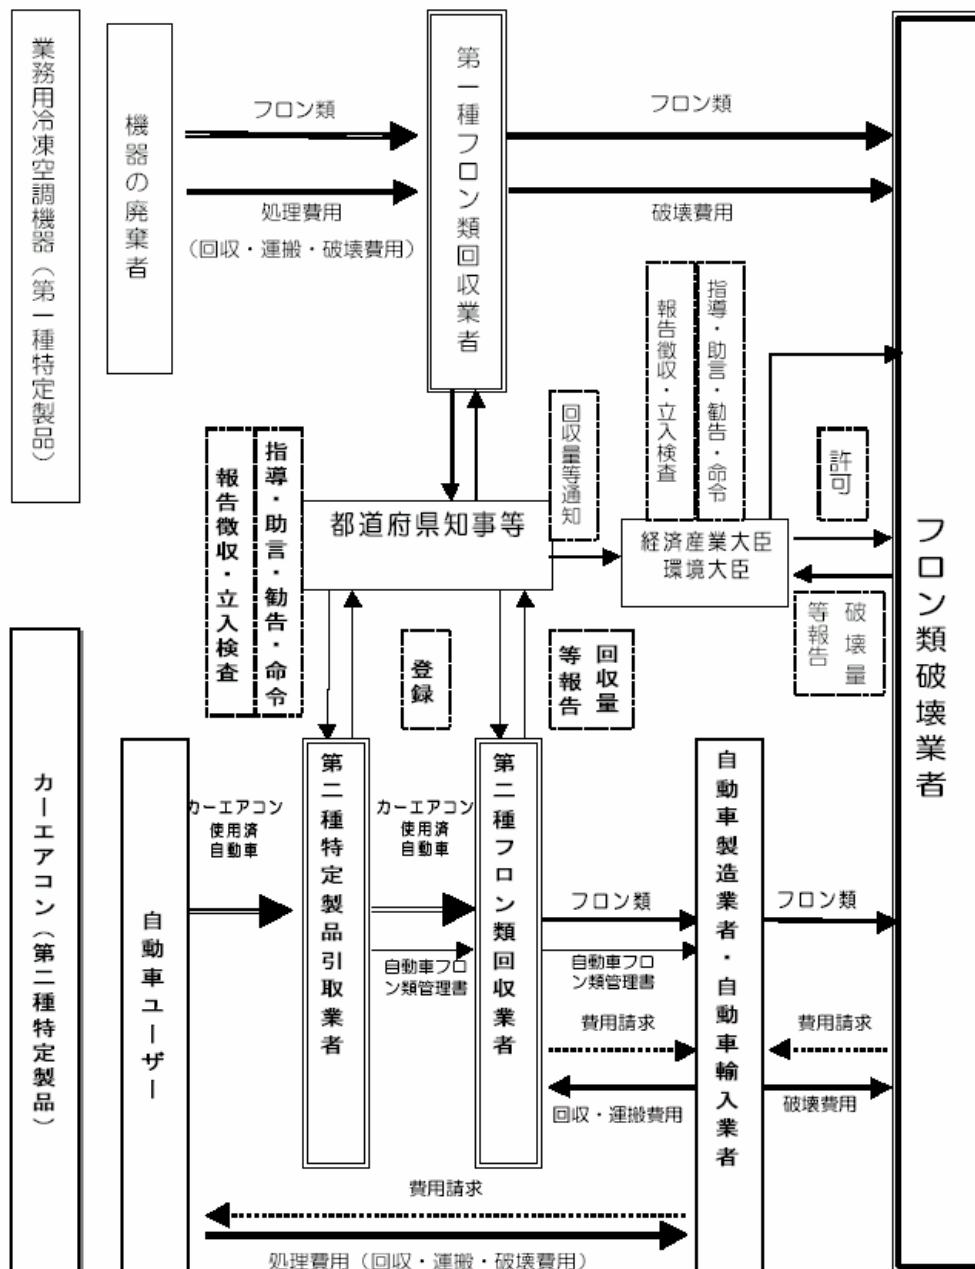 業務用冷凍空調機器（第一種特定製品）
機器の廃棄者
フロン類
処理費用
（回収・運搬・破壊費用）
第一種フロン類回収業者
フロン類
破壊費用
報告徴収・立入検査
指導・助言・勧告・命令
回収量等通知
許可
報告徴収・立入検査
指導・助言・勧告・命令
都道府県知事等
経済産業大臣
環境大臣
破壊量
等報告
フロン類破壊業者
登録
回収量
等報告
カーエアコン（第二種特定製品）
自動車ユーザー
カーエアコン
使用済
自動車
第二種特定製品引取業者
カーエアコン
使用済
自動車
自動車フロ
ン類管理書
第二種フロン類回収業者
フロン類
自動車フロ
ン類管理書
費用請求
回収・運搬費用
自動車製造業者・自動車輸入業者
フロン類
費用請求
破壊費用
費用請求
処理費用（回収・運搬・破壊費用）